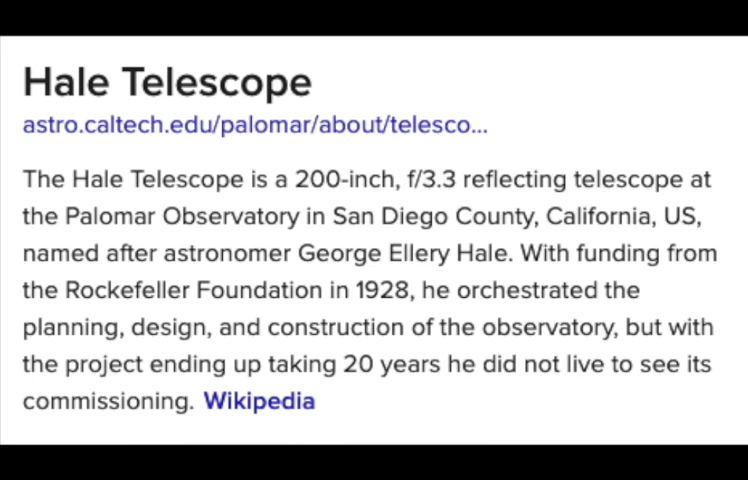 Hale Telescope
astro.caltech.edu/palomar/about/telesco...
The Hale Telescope is a 200-inch, f/3.3 reflecting telescope at
the Palomar Observatory in San Diego County, California, US,
named after astronomer George Ellery Hale. With funding from
the Rockefeller Foundation in 1928, he orchestrated the
planning, design, and construction of the observatory, but with
the project ending up taking 20 years he did not live to see its
commissioning. Wikipedia